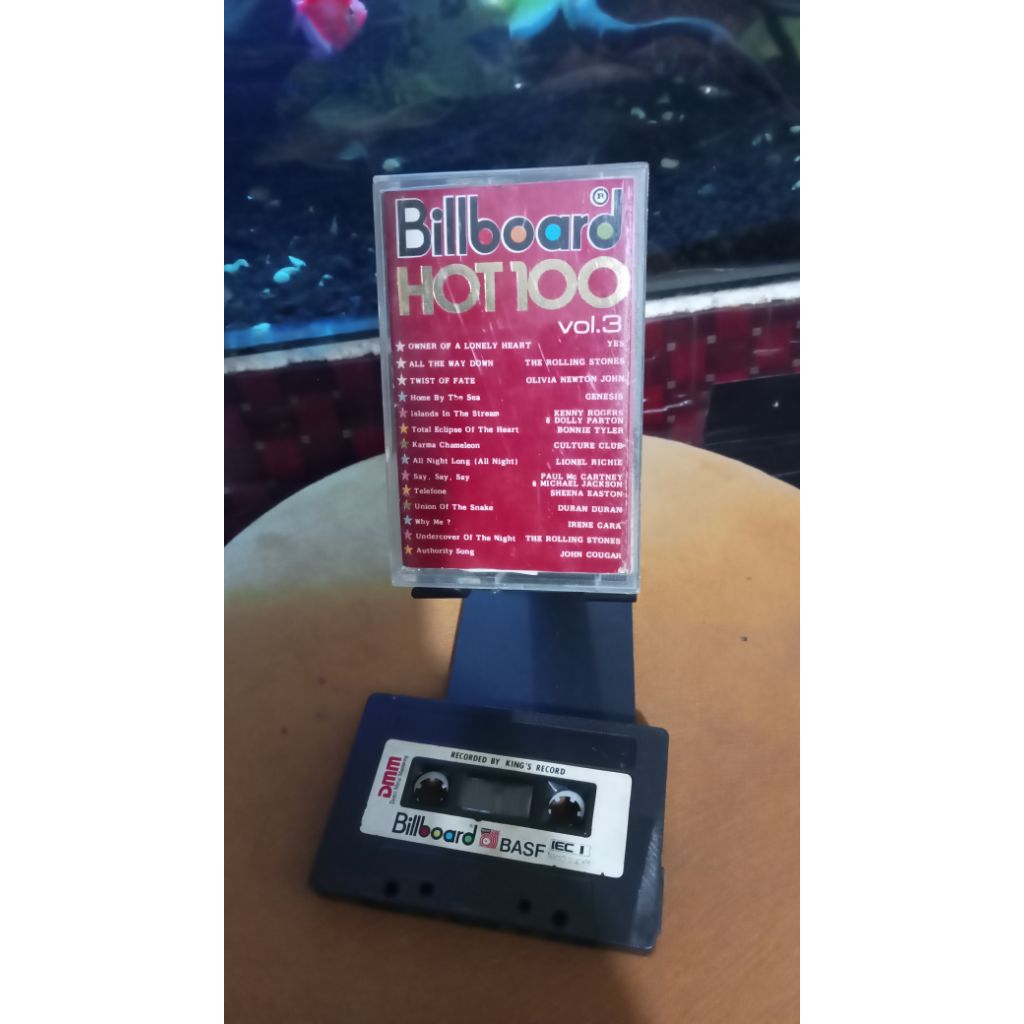 Billboard ®
HOT 100
vol.3
OWNER OF A LONELY HEART YES
ALL THE WAY DOWN THE ROLLING STONES
TWIST OF FATE OLIVIA NEWTON JOHN
Home By The Sea GENESIS
Islands In The Stream KENNY ROGERS
& DOLLY PARTON
Total Eclipse Of The Heart BONNIE TYLER
Karma Chameleon CULTURE CLUB
All Night Long (All Night) LIONEL RICHIE
Say, Say, Say PAUL Mc CARTNEY
& MICHAEL JACKSON
Telefone SHEENA EASTON
Union Of The Snake DURAN DURAN
Why Me ? IRENE CARA
Undercover Of The Night THE ROLLING STONES
Authority Song JOHN COUGAR
RECORDED BY KING'S RECORD
DMM
Direct Metal Mastering
Billboard BASF IEC I